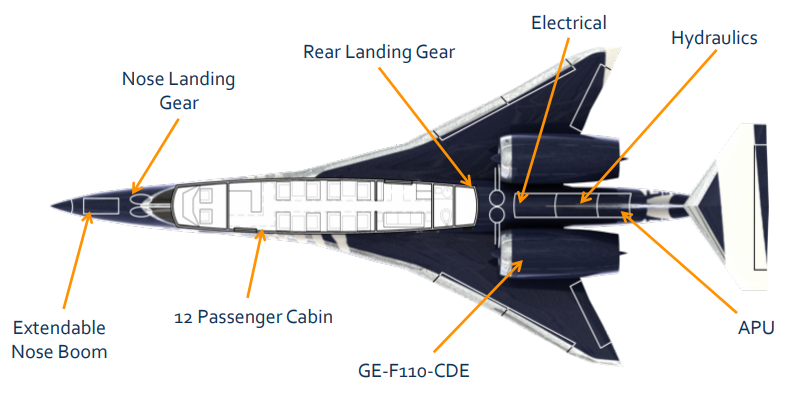 Electrical
Hydraulics
Rear Landing Gear
Nose Landing
Gear
12 Passenger Cabin
Extendable
Nose Boom
APU
GE-F110-CDE